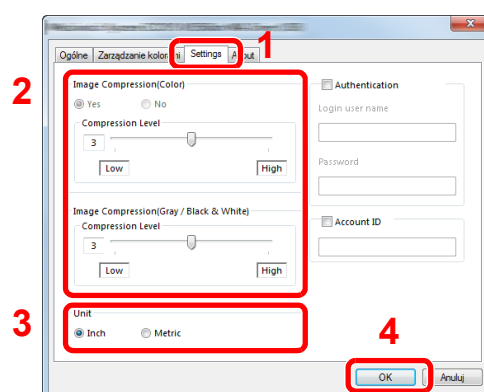 1
Ogólne Zarządzanie kolorami Settings About
2
Image Compression(Color)
Yes No
Compression Level
3
Low High
Image Compression(Gray / Black & White)
Compression Level
3
Low High
3
Unit
Inch Metric
Authentication
Login user name
Password
Account ID
4
OK Anuluj